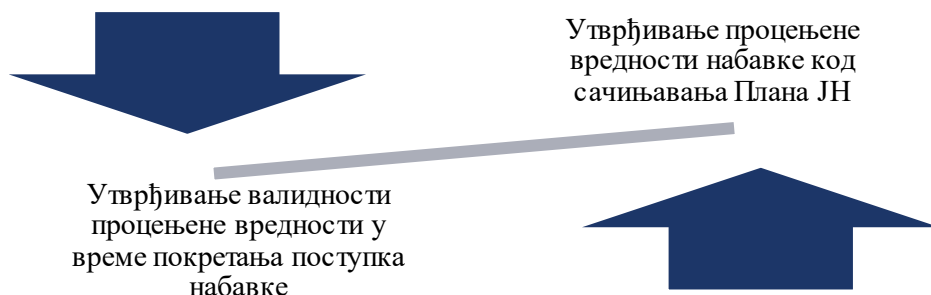 Утврђивање процењене
вредности набавке код
сачињавања Плана ЈН
Утврђивање валидности
процењене вредности у
време покретања поступка
набавке